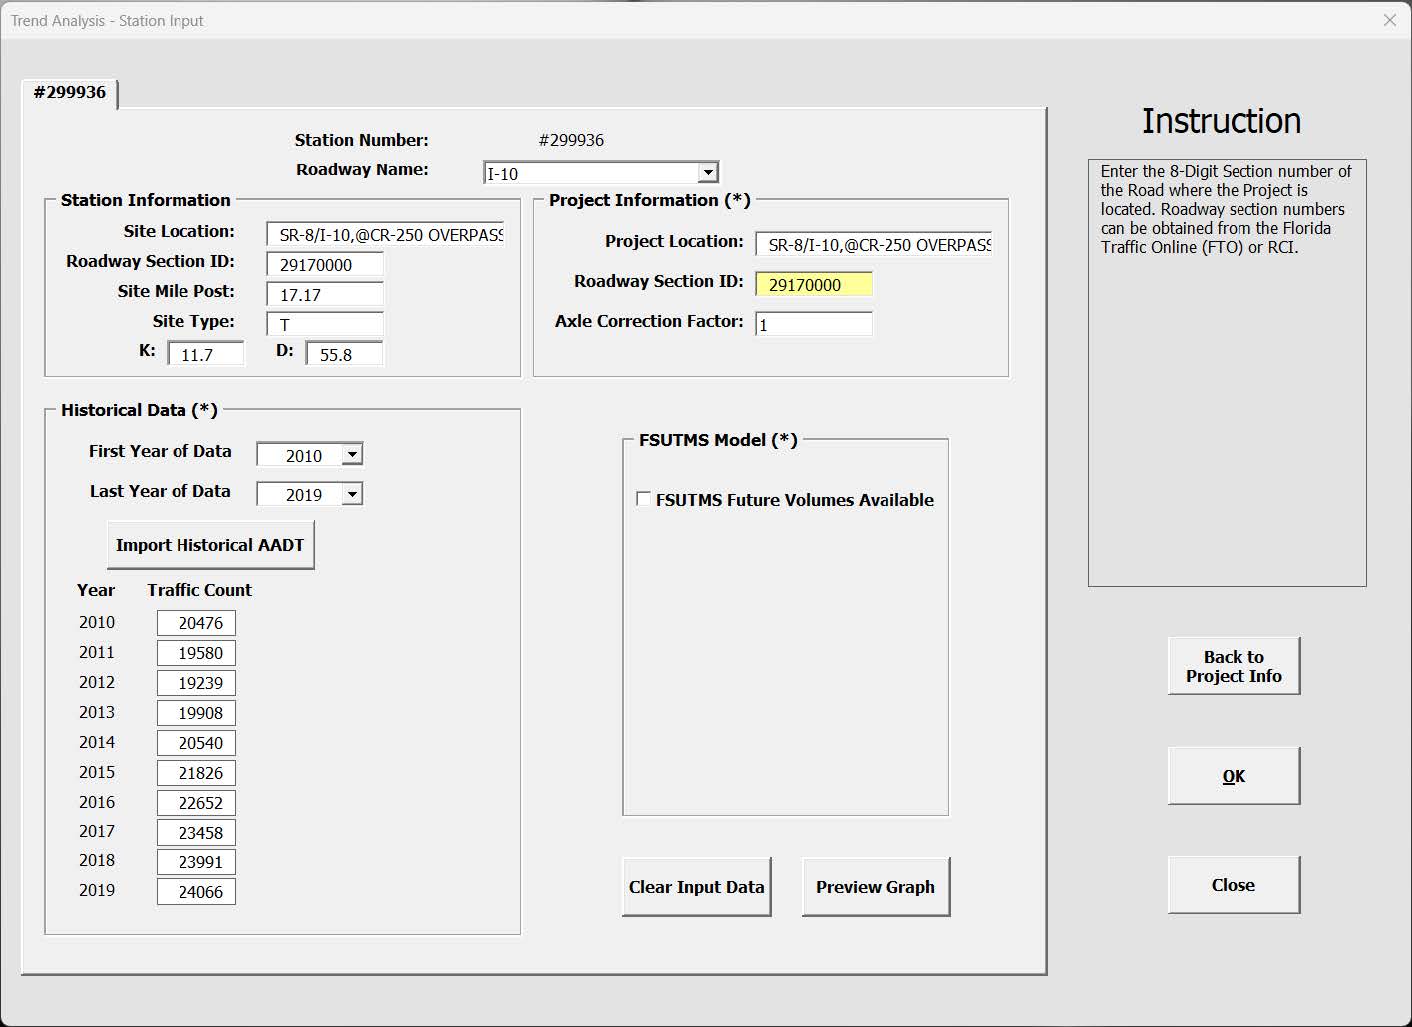 Trend Analysis - Station Input
#299936
Station Number: #299936
Roadway Name: I-10
Station Information
Site Location: SR-8/I-10,@CR-250 OVERPASS
Roadway Section ID: 29170000
Site Mile Post: 17.17
Site Type: T
K: 11.7 D: 55.8
Project Information (*)
Project Location: SR-8/I-10,@CR-250 OVERPASS
Roadway Section ID: 29170000
Axle Correction Factor: 1
Historical Data (*)
First Year of Data 2010
Last Year of Data 2019
Import Historical AADT
Year Traffic Count
2010 20476
2011 19580
2012 19239
2013 19908
2014 20540
2015 21826
2016 22652
2017 23458
2018 23991
2019 24066
FSUTMS Model (*)
FSUTMS Future Volumes Available
Clear Input Data
Preview Graph
Instruction
Enter the 8-Digit Section number of
the Road where the Project is
located. Roadway section numbers
can be obtained from the Florida
Traffic Online (FTO) or RCI.
Back to
Project Info
OK
Close